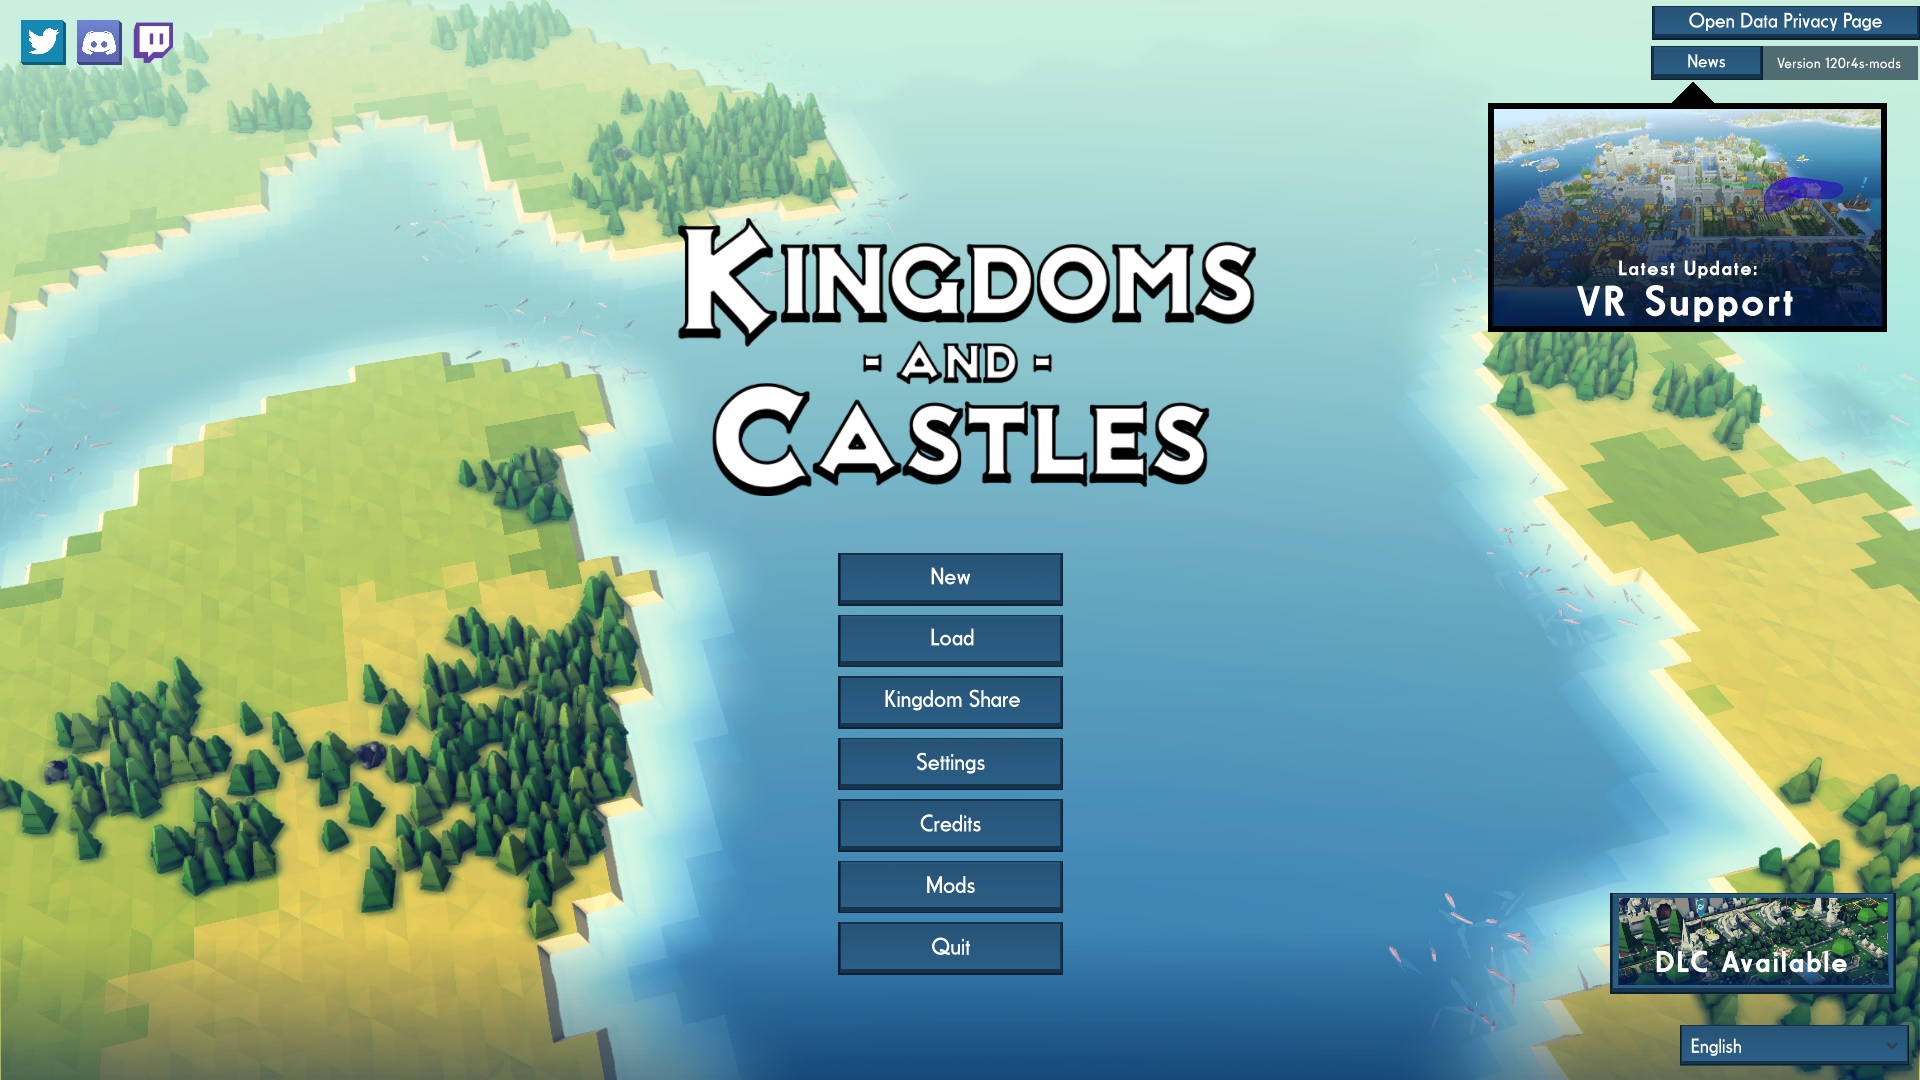 Open Data Privacy Page
News
Version 120r4s-mods
Latest Update:
VR Support
KINGDOMS
- AND -
CASTLES
New
Load
Kingdom Share
Settings
Credits
Mods
Quit
DLC Available
English